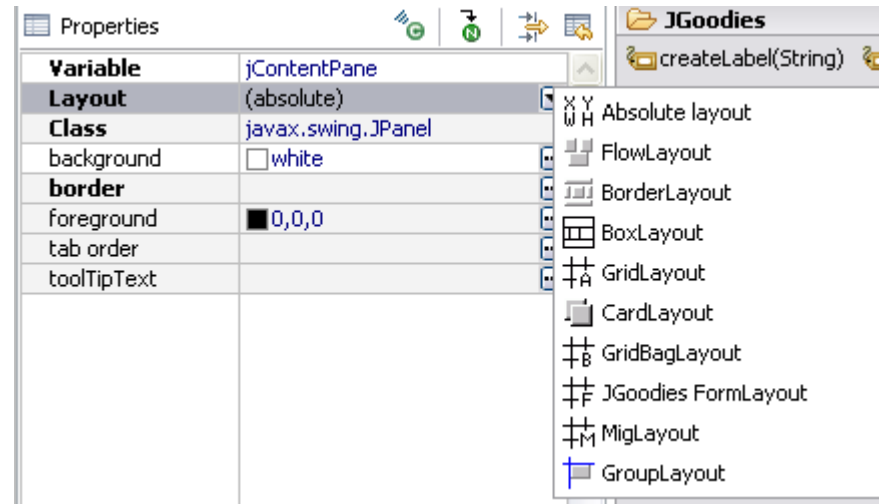 Properties
Variable jContentPane
Layout (absolute)
Class javax.swing.JPanel
background white
border
foreground 0,0,0
tab order
toolTipText
JGoodies
createLabel(String)
Absolute layout
FlowLayout
BorderLayout
BoxLayout
GridLayout
CardLayout
GridBagLayout
JGoodies FormLayout
MigLayout
GroupLayout